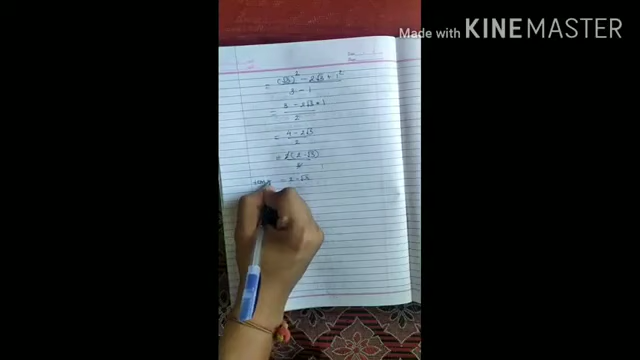 Made with KINEMASTER
= (√3)² - 2√3 + 1²
3 - 1
= 3 - 2√3 + 1
2
= 4 - 2√3
2
= 2(2 - √3)
2
= 2 - √3